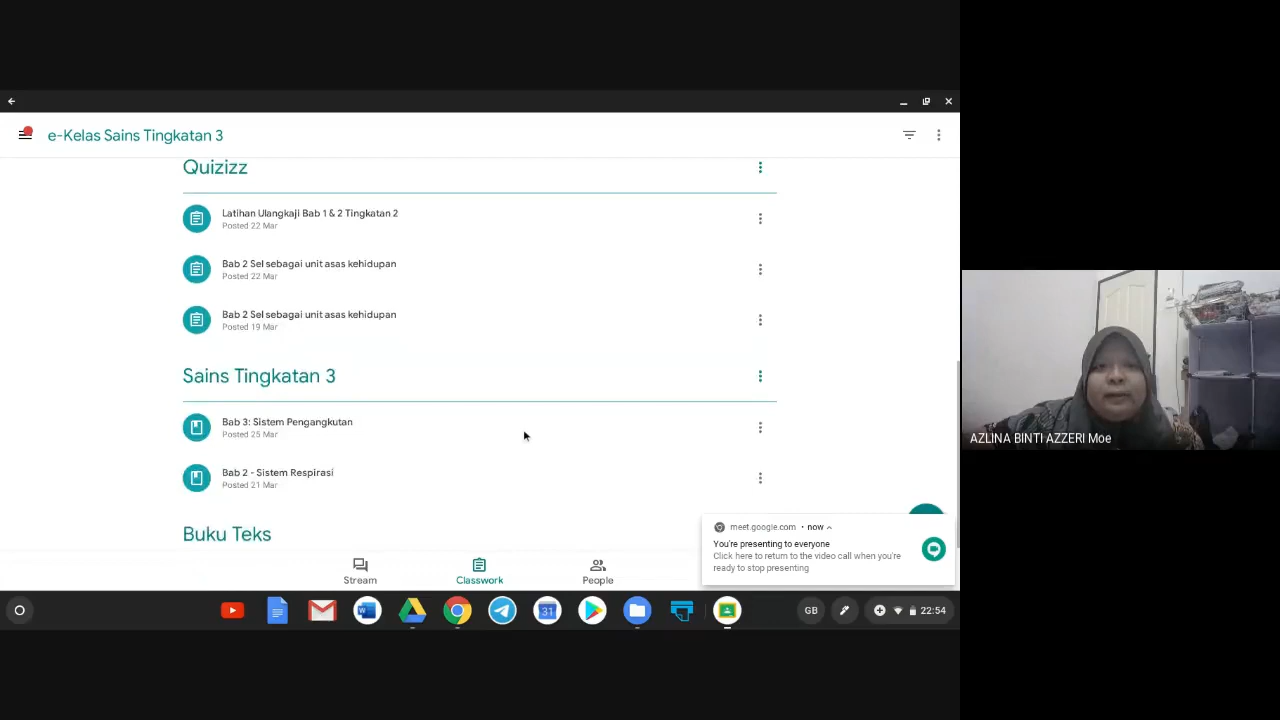 e-Kelas Sains Tingkatan 3
Quizizz
Latihan Ulangkaji Bab 1 & 2 Tingkatan 2
Posted 22 Mar
Bab 2 Sel sebagai unit asas kehidupan
Posted 22 Mar
Bab 2 Sel sebagai unit asas kehidupan
Posted 19 Mar
Sains Tingkatan 3
Bab 3: Sistem Pengangkutan
Posted 25 Mar
Bab 2 - Sistem Respirasi
Posted 21 Mar
Buku Teks
meet.google.com • now
You're presenting to everyone
Click here to return to the video call when you're
ready to stop presenting
Stream
Classwork
People
31
GB
22:54
AZLINA BINTI AZZERI Moe